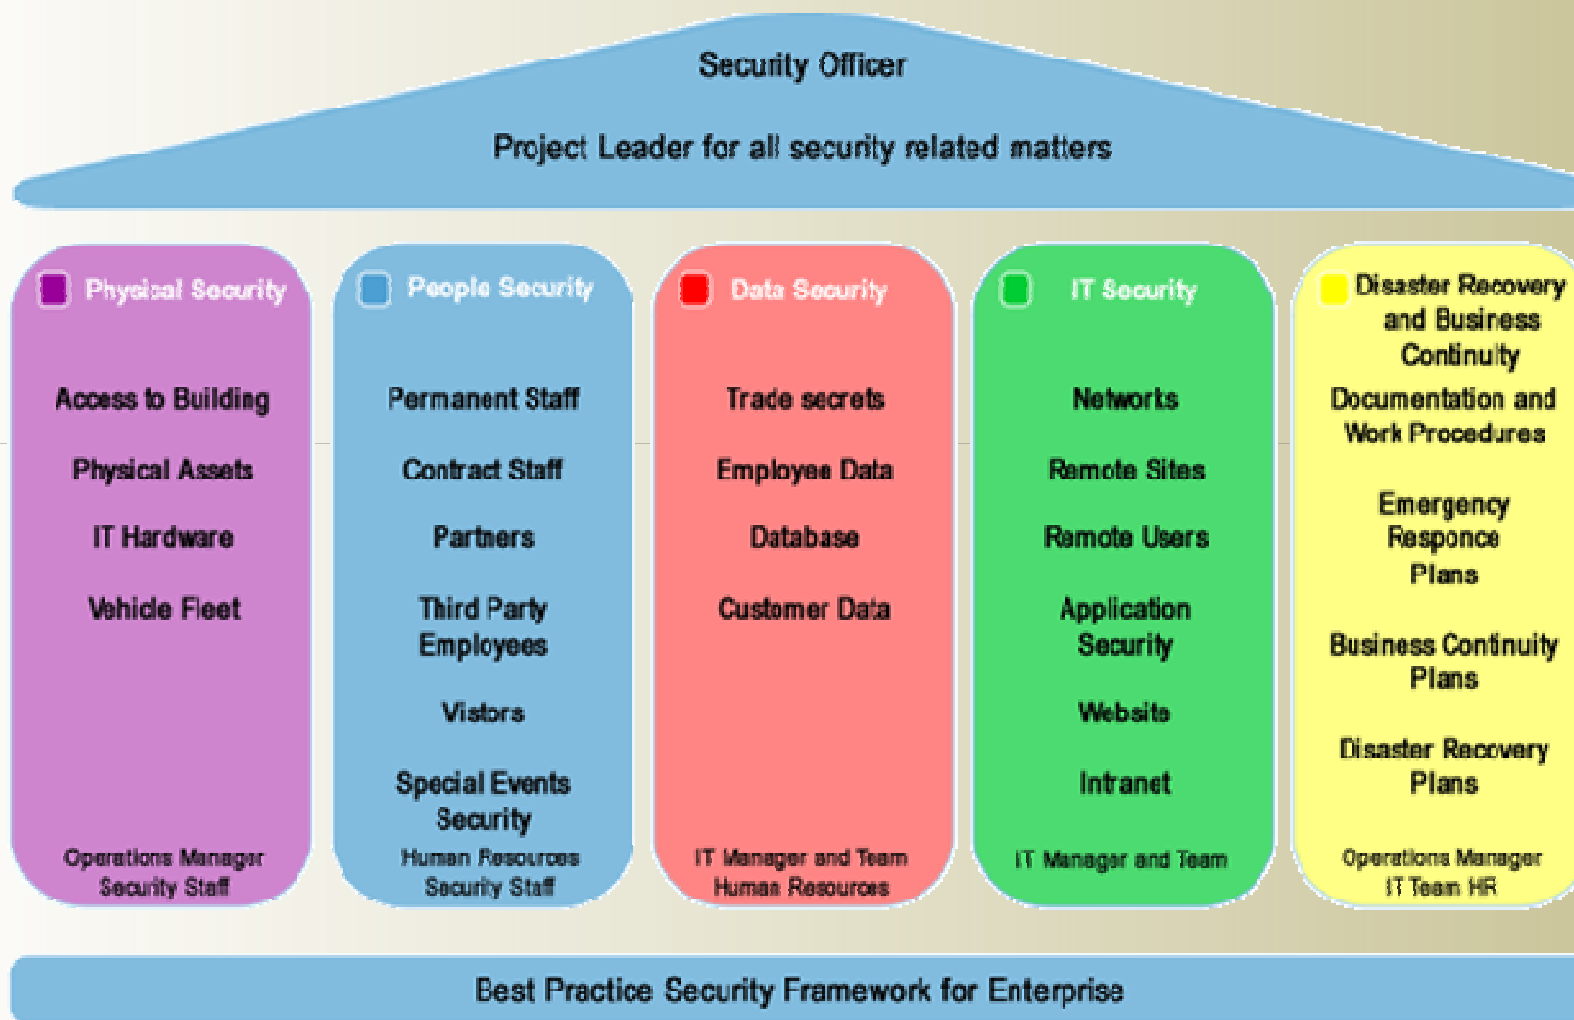 Security Officer
Project Leader for all security related matters
Physical Security
Access to Building
Physical Assets
IT Hardware
Vehicle Fleet
Operations Manager
Security Staff
People Security
Permanent Staff
Contract Staff
Partners
Third Party
Employees
Vistors
Special Events
Security
Human Resources
Security Staff
Data Security
Trade secrets
Employee Data
Database
Customer Data
IT Manager and Team
Human Resources
IT Security
Networks
Remote Sites
Remote Users
Application
Security
Website
Intranet
IT Manager and Team
Disaster Recovery
and Business
Continuity
Documentation and
Work Procedures
Emergency
Responce
Plans
Business Continuity
Plans
Disaster Recovery
Plans
Operations Manager
IT Team HR
Best Practice Security Framework for Enterprise